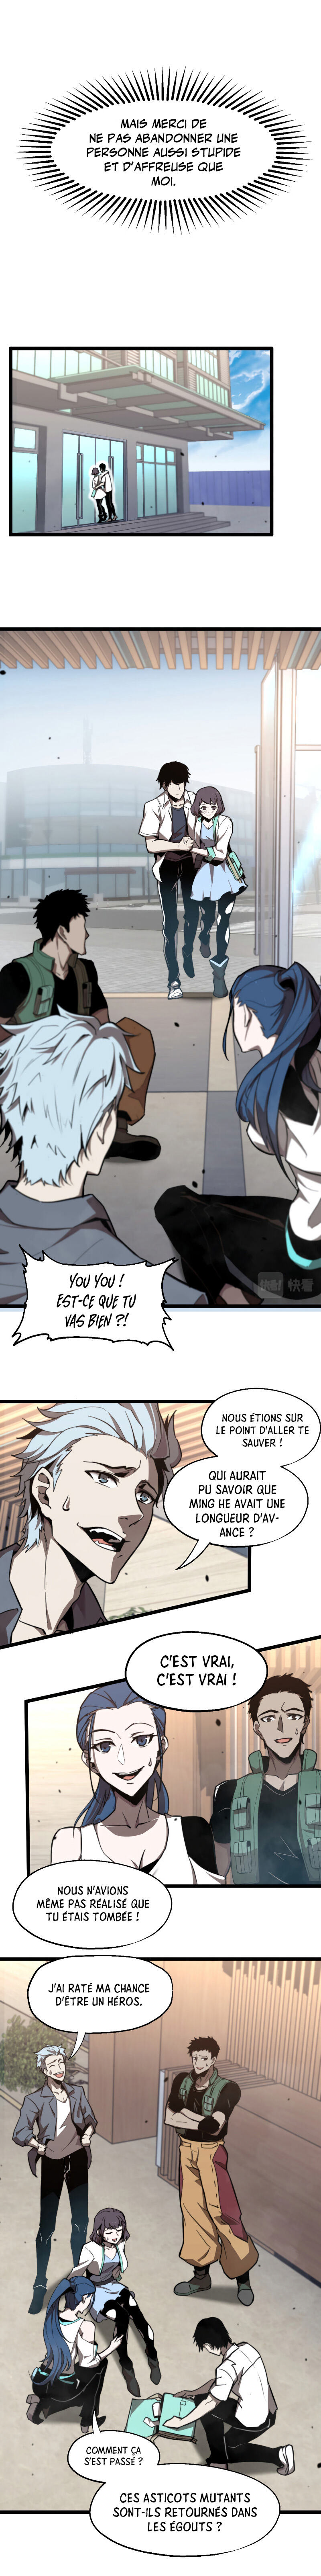 MAIS MERCI DE
NE PAS ABANDONNER UNE
PERSONNE AUSSI STUPIDE
ET D'AFFREUSE QUE
MOI.
YOU YOU !
EST-CE QUE TU
VAS BIEN ?!
NOUS ÉTIONS SUR
LE POINT D'ALLER TE
SAUVER !
QUI AURAIT
PU SAVOIR QUE
MING HE AVAIT UNE
LONGUEUR D'AV-
ANCE ?
C'EST VRAI,
C'EST VRAI !
NOUS N'AVIONS
MÊME PAS RÉALISÉ QUE
TU ÉTAIS TOMBÉE !
J'AI RATÉ MA CHANCE
D'ÊTRE UN HÉROS.
COMMENT ÇA
S'EST PASSÉ ?
CES ASTICOTS MUTANTS
SONT-ILS RETOURNÉS DANS
LES ÉGOUTS ?